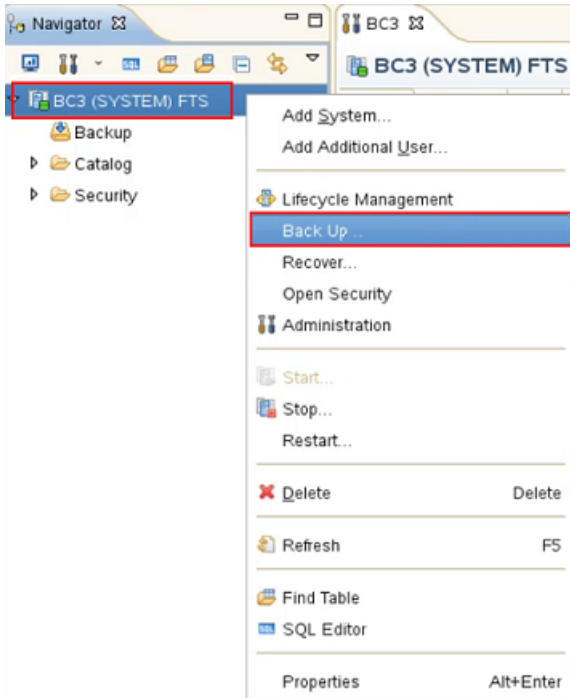 Navigator
BC3
SQL
BC3 (SYSTEM) FTS
BC3 (SYSTEM) FTS
Backup
Catalog
Security
Add System...
Add Additional User...
Lifecycle Management
Back Up ..
Recover...
Open Security
Administration
Start...
Stop...
Restart...
Delete Delete
Refresh F5
Find Table
SQL SQL Editor
Properties Alt+Enter